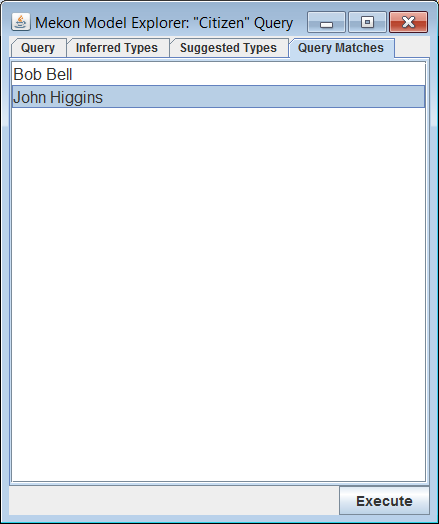 Mekon Model Explorer: "Citizen" Query
Query Inferred Types Suggested Types Query Matches
Bob Bell
John Higgins
Execute